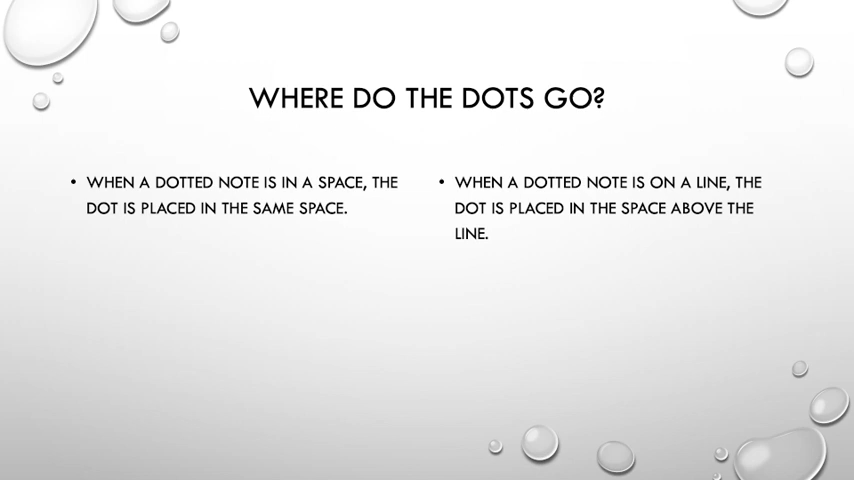 WHERE DO THE DOTS GO?
• WHEN A DOTTED NOTE IS IN A SPACE, THE
DOT IS PLACED IN THE SAME SPACE.
• WHEN A DOTTED NOTE IS ON A LINE, THE
DOT IS PLACED IN THE SPACE ABOVE THE
LINE.